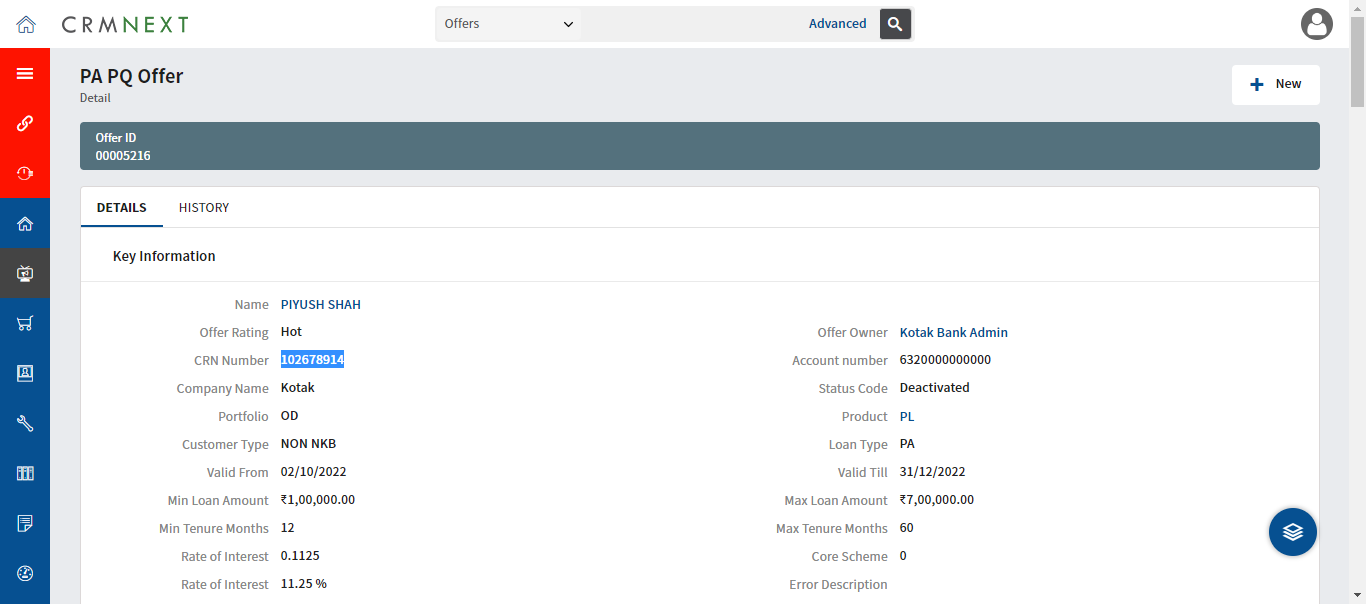 CRMNEXT
Offers
Advanced
PA PQ Offer
Detail
New
Offer ID
00005216
DETAILS
HISTORY
Key Information
Name PIYUSH SHAH
Offer Rating Hot
Offer Owner Kotak Bank Admin
CRN Number 102678914
Account number 6320000000000
Company Name Kotak
Status Code Deactivated
Portfolio OD
Product PL
Customer Type NON NKB
Loan Type PA
Valid From 02/10/2022
Valid Till 31/12/2022
Min Loan Amount ₹1,00,000.00
Max Loan Amount ₹7,00,000.00
Min Tenure Months 12
Max Tenure Months 60
Rate of Interest 0.1125
Core Scheme 0
Rate of Interest 11.25 %
Error Description